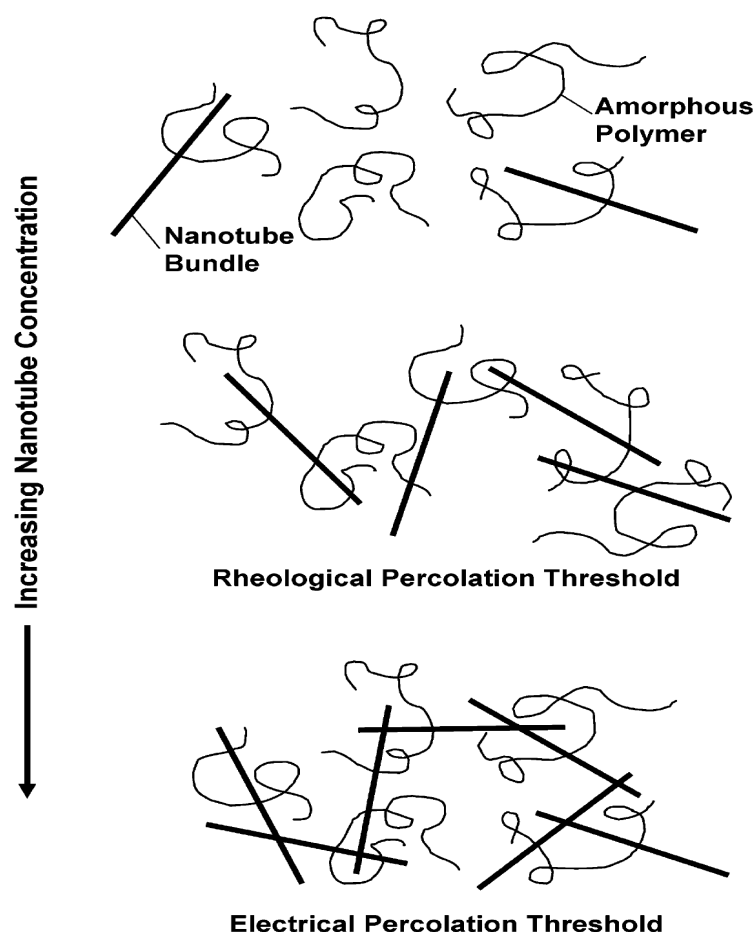 Amorphous
Polymer
Nanotube
Bundle
Increasing Nanotube Concentration
Rheological Percolation Threshold
Electrical Percolation Threshold